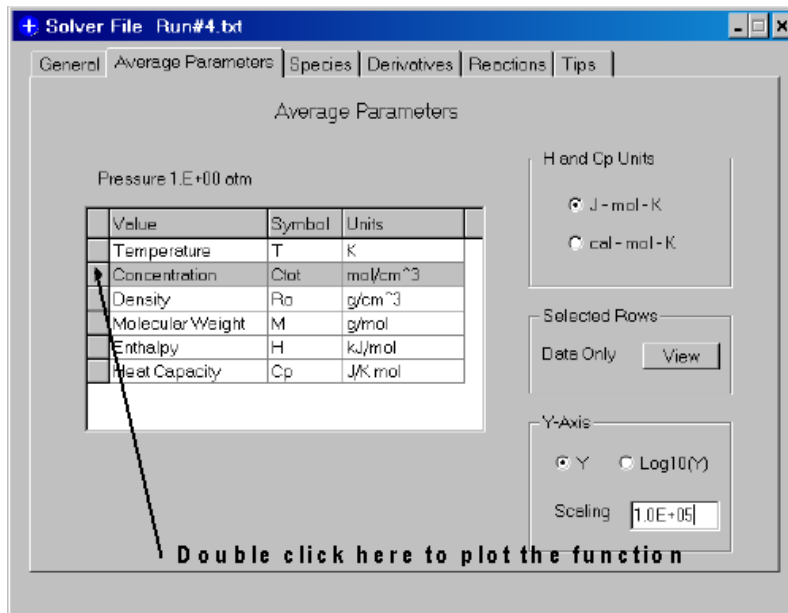 Solver File Run#4.txt
General Average Parameters Species Derivatives Reactions Tips
Average Parameters
Pressure 1.E+00 atm
Value Symbol Units
Temperature T K
Concentration Ctot mol/cm^3
Density Ro g/cm^3
Molecular Weight M g/mol
Enthalpy H kJ/mol
Heat Capacity Cp J/K mol
H and Cp Units
J - mol - K
cal - mol - K
Selected Rows
Data Only View
Y-Axis
Y Log10(Y)
Scaling 1.0E+05
Double click here to plot the function